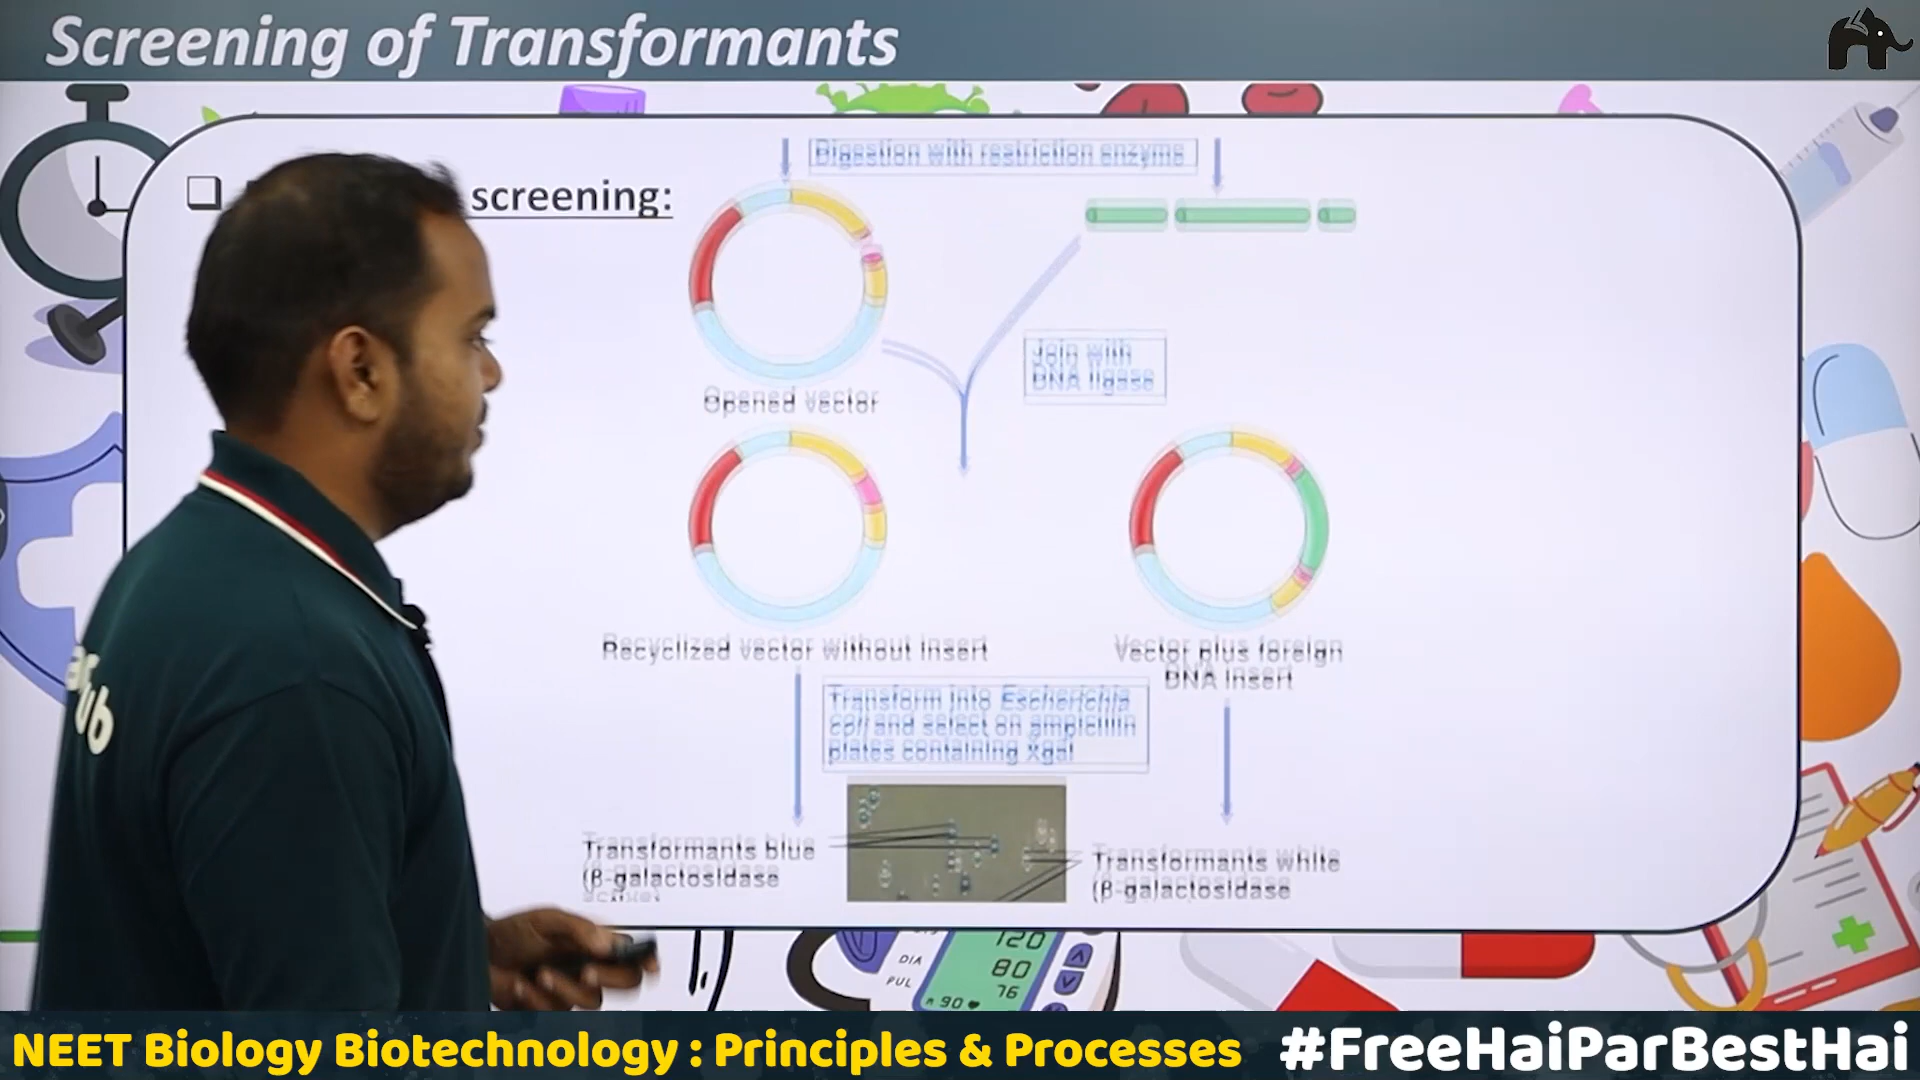 Screening of Transformants
Digestion with restriction enzyme
screening:
Join with
DNA ligase
Opened vector
Recyclized vector without insert
Vector plus foreign
DNA insert
Transform into Escherichia
coli and select on ampicillin
plates containing Xgal
Transformants blue
(β-galactosidase
Transformants white
(β-galactosidase
120
DIA
80
PUL
76
90
ub
NEET Biology Biotechnology : Principles & Processes
#FreeHaiParBestHai